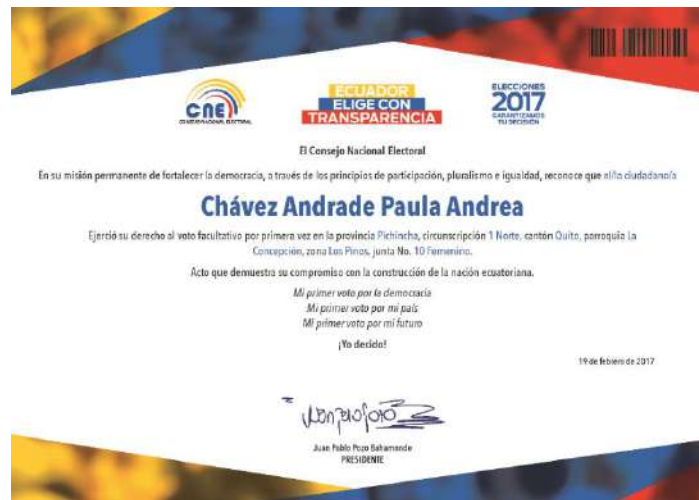 CNE
CONSEJO NACIONAL ELECTORAL
ECUADOR
ELIGE CON
TRANSPARENCIA
ELECCIONES
2017
GARANTIZAMOS
TU DECISIÓN
El Consejo Nacional Electoral
En su misión permanente de fortalecer la democracia, a través de los principios de participación, pluralismo e igualdad, reconoce que el/la ciudadano/a
Chávez Andrade Paula Andrea
Ejerció su derecho al voto facultativo por primera vez en la provincia Pichincha, circunscripción 1 Norte, cantón Quito, parroquia La
Concepción, zona Los Pinos, junta No. 10 Femenino.
Acto que demuestra su compromiso con la construcción de la nación ecuatoriana.
Mi primer voto por la democracia
Mi primer voto por mi país
Mi primer voto por mi futuro
¡Yo decido!
19 de febrero de 2017
Juan Pablo Pozo Bahamonde
PRESIDENTE